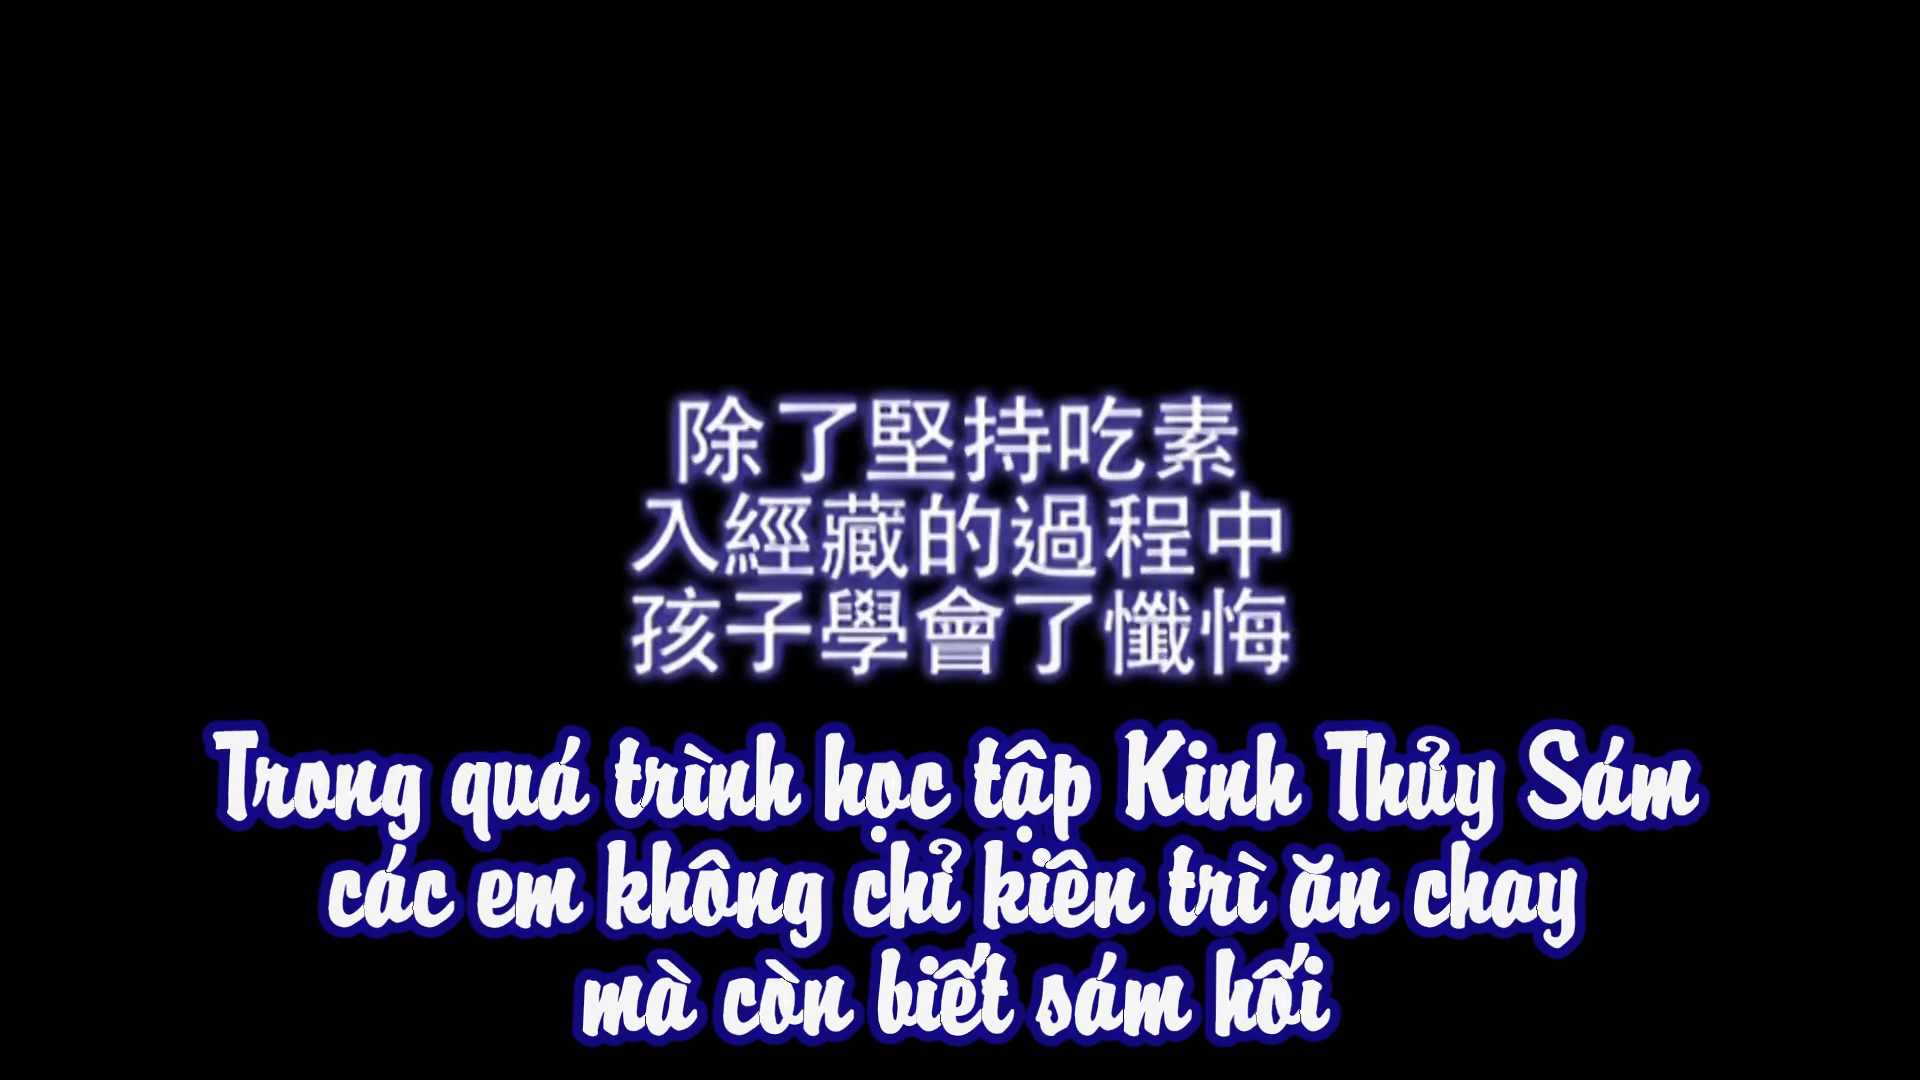 除了堅持吃素
入經藏的過程中
孩子學會了懺悔
Trong quá trình học tập Kinh Thủy Sám
các em không chỉ kiên trì ăn chay
mà còn biết sám hối